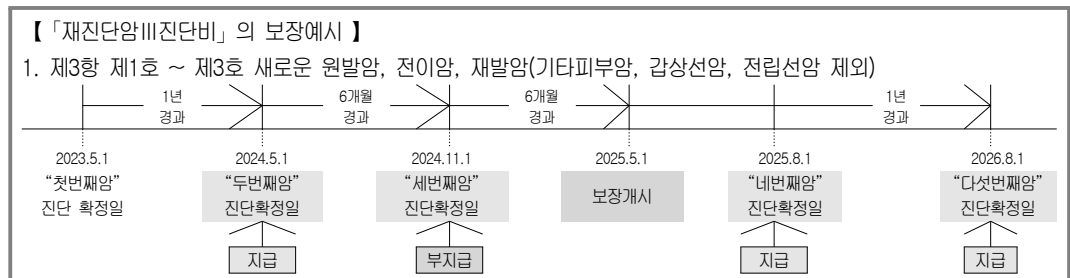 【「재진단암Ⅲ진단비」의 보장예시 】
1. 제3항 제1호 ~ 제3호 새로운 원발암, 전이암, 재발암(기타피부암, 갑상선암, 전립선암 제외)
1년 6개월 6개월 1년
경과 경과 경과 경과
2023.5.1 2024.5.1 2024.11.1 2025.5.1 2025.8.1 2026.8.1
“첫번째암” “두번째암” “세번째암” 보장개시 “네번째암” “다섯번째암”
진단 확정일 진단확정일 진단확정일 진단확정일 진단확정일
지급 부지급 지급 지급